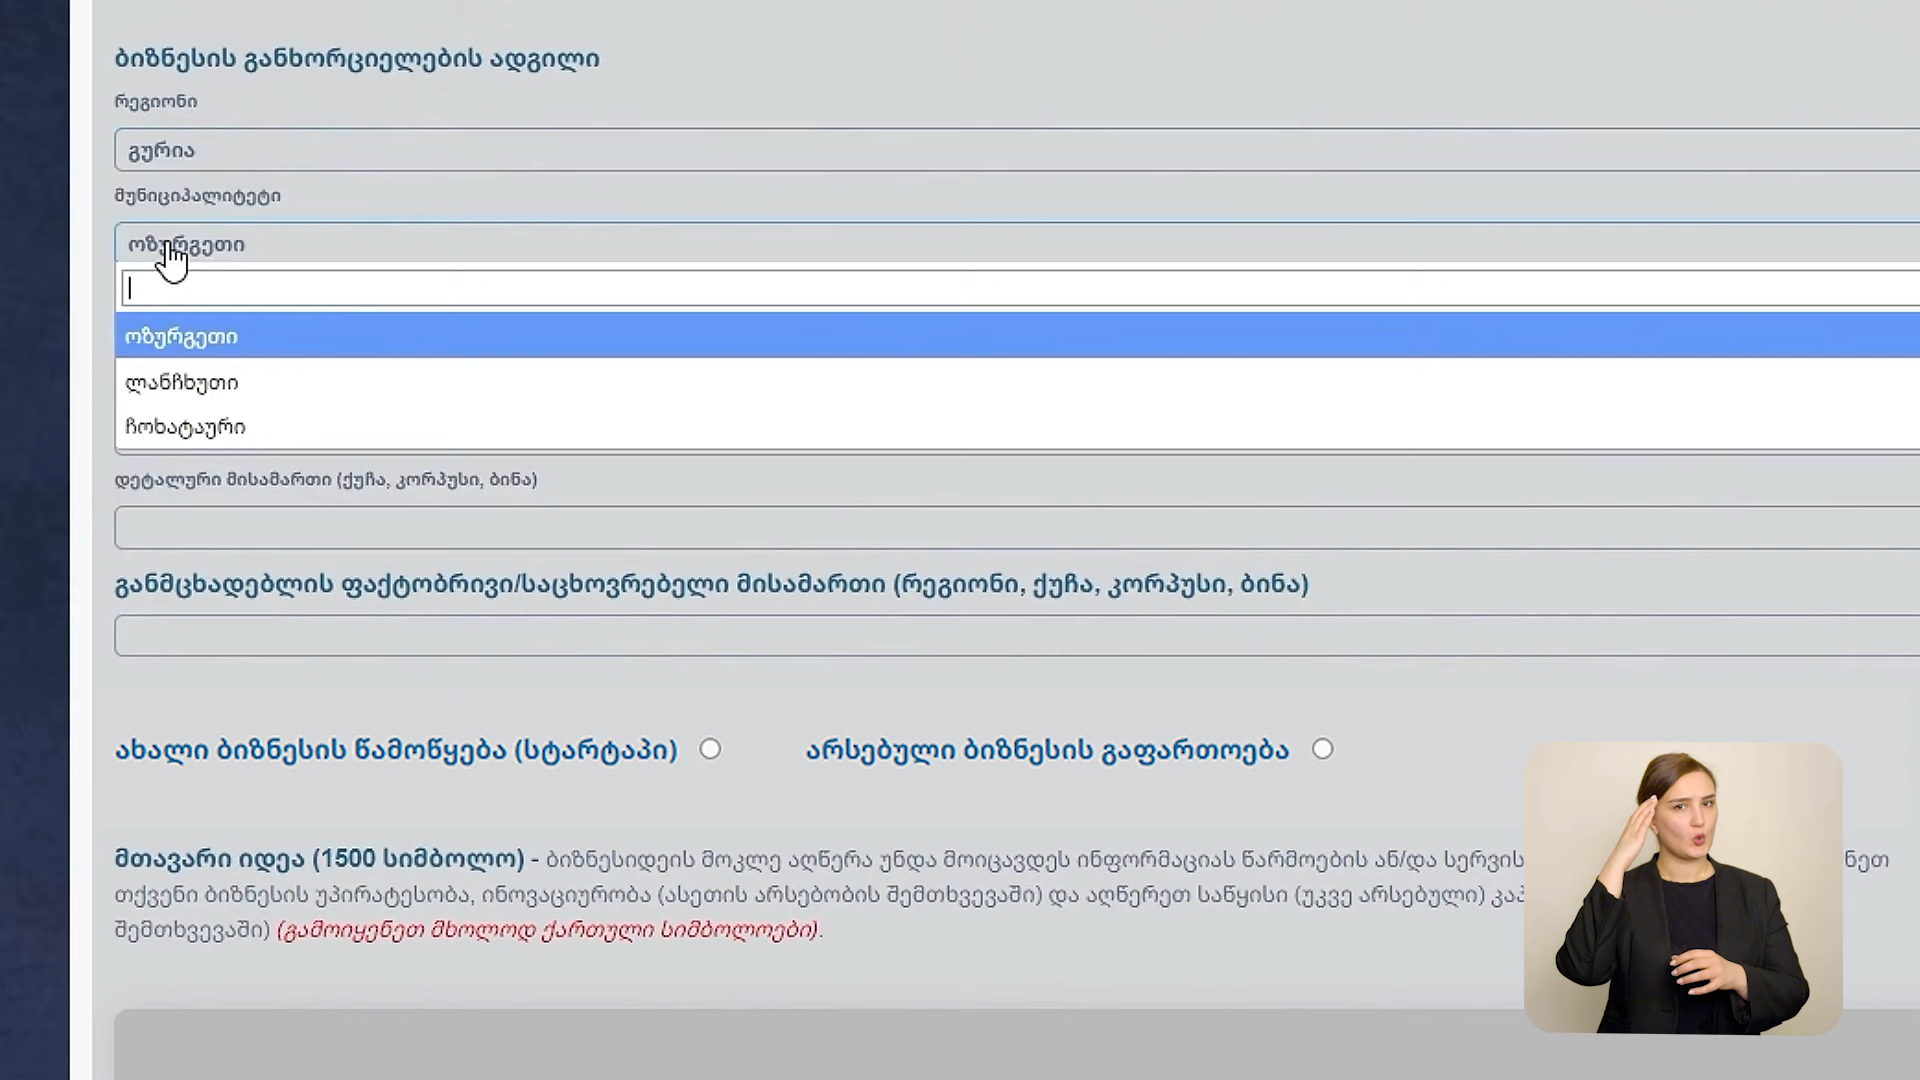 ბიზნესის განხორციელების ადგილი
რეგიონი
გურია
მუნიციპალიტეტი
ოზურგეთი
ოზურგეთი
ლანჩხუთი
ჩოხატაური
დეტალური მისამართი (ქუჩა, კორპუსი, ბინა)
განმცხადებლის ფაქტობრივი/საცხოვრებელი მისამართი (რეგიონი, ქუჩა, კორპუსი, ბინა)
ახალი ბიზნესის წამოწყება (სტარტაპი) არსებული ბიზნესის გაფართოება
მთავარი იდეა (1500 სიმბოლო) - ბიზნესიდეის მოკლე აღწერა უნდა მოიცავდეს ინფორმაციას წარმოების ან/და
თქვენი ბიზნესის უპირატესობა, ინოვაციურობა (ასეთის არსებობის შემთხვევაში) და აღწერეთ საწყისი (უკვე არსებული)
შემთხვევაში) (გამოიყენეთ მხოლოდ ქართული სიმბოლოები).